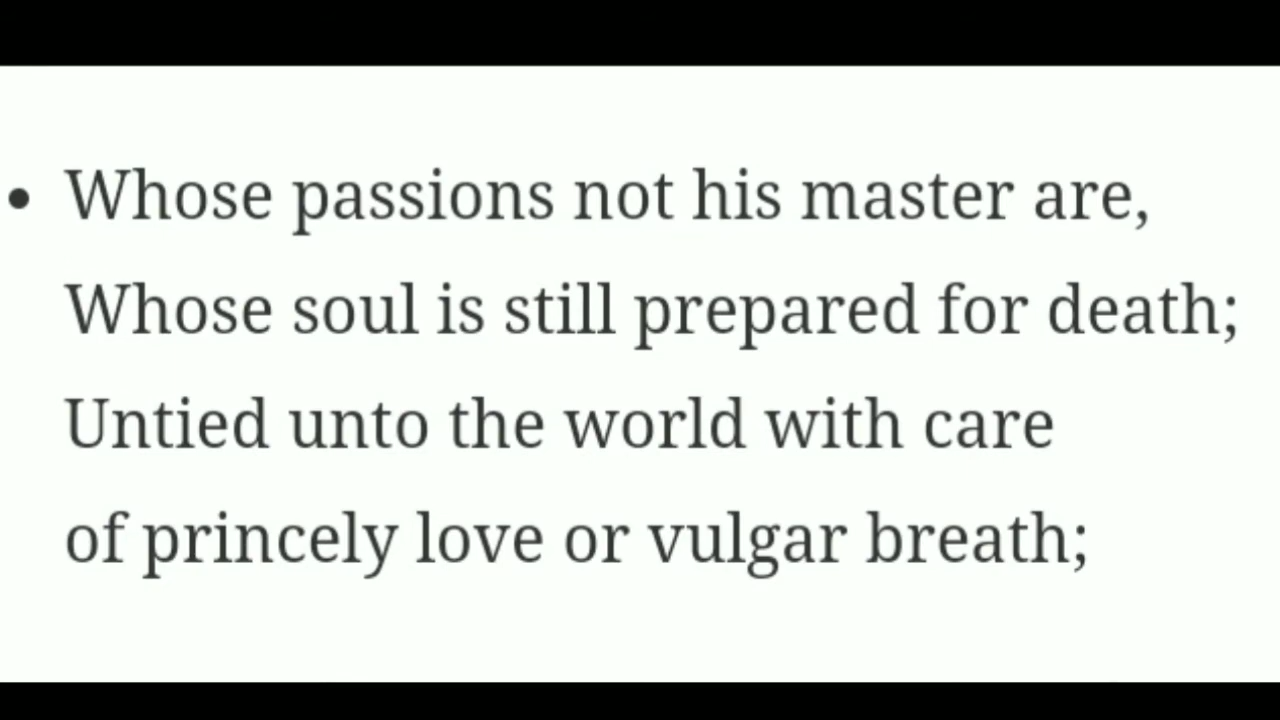 • Whose passions not his master are,
Whose soul is still prepared for death;
Untied unto the world with care
of princely love or vulgar breath;